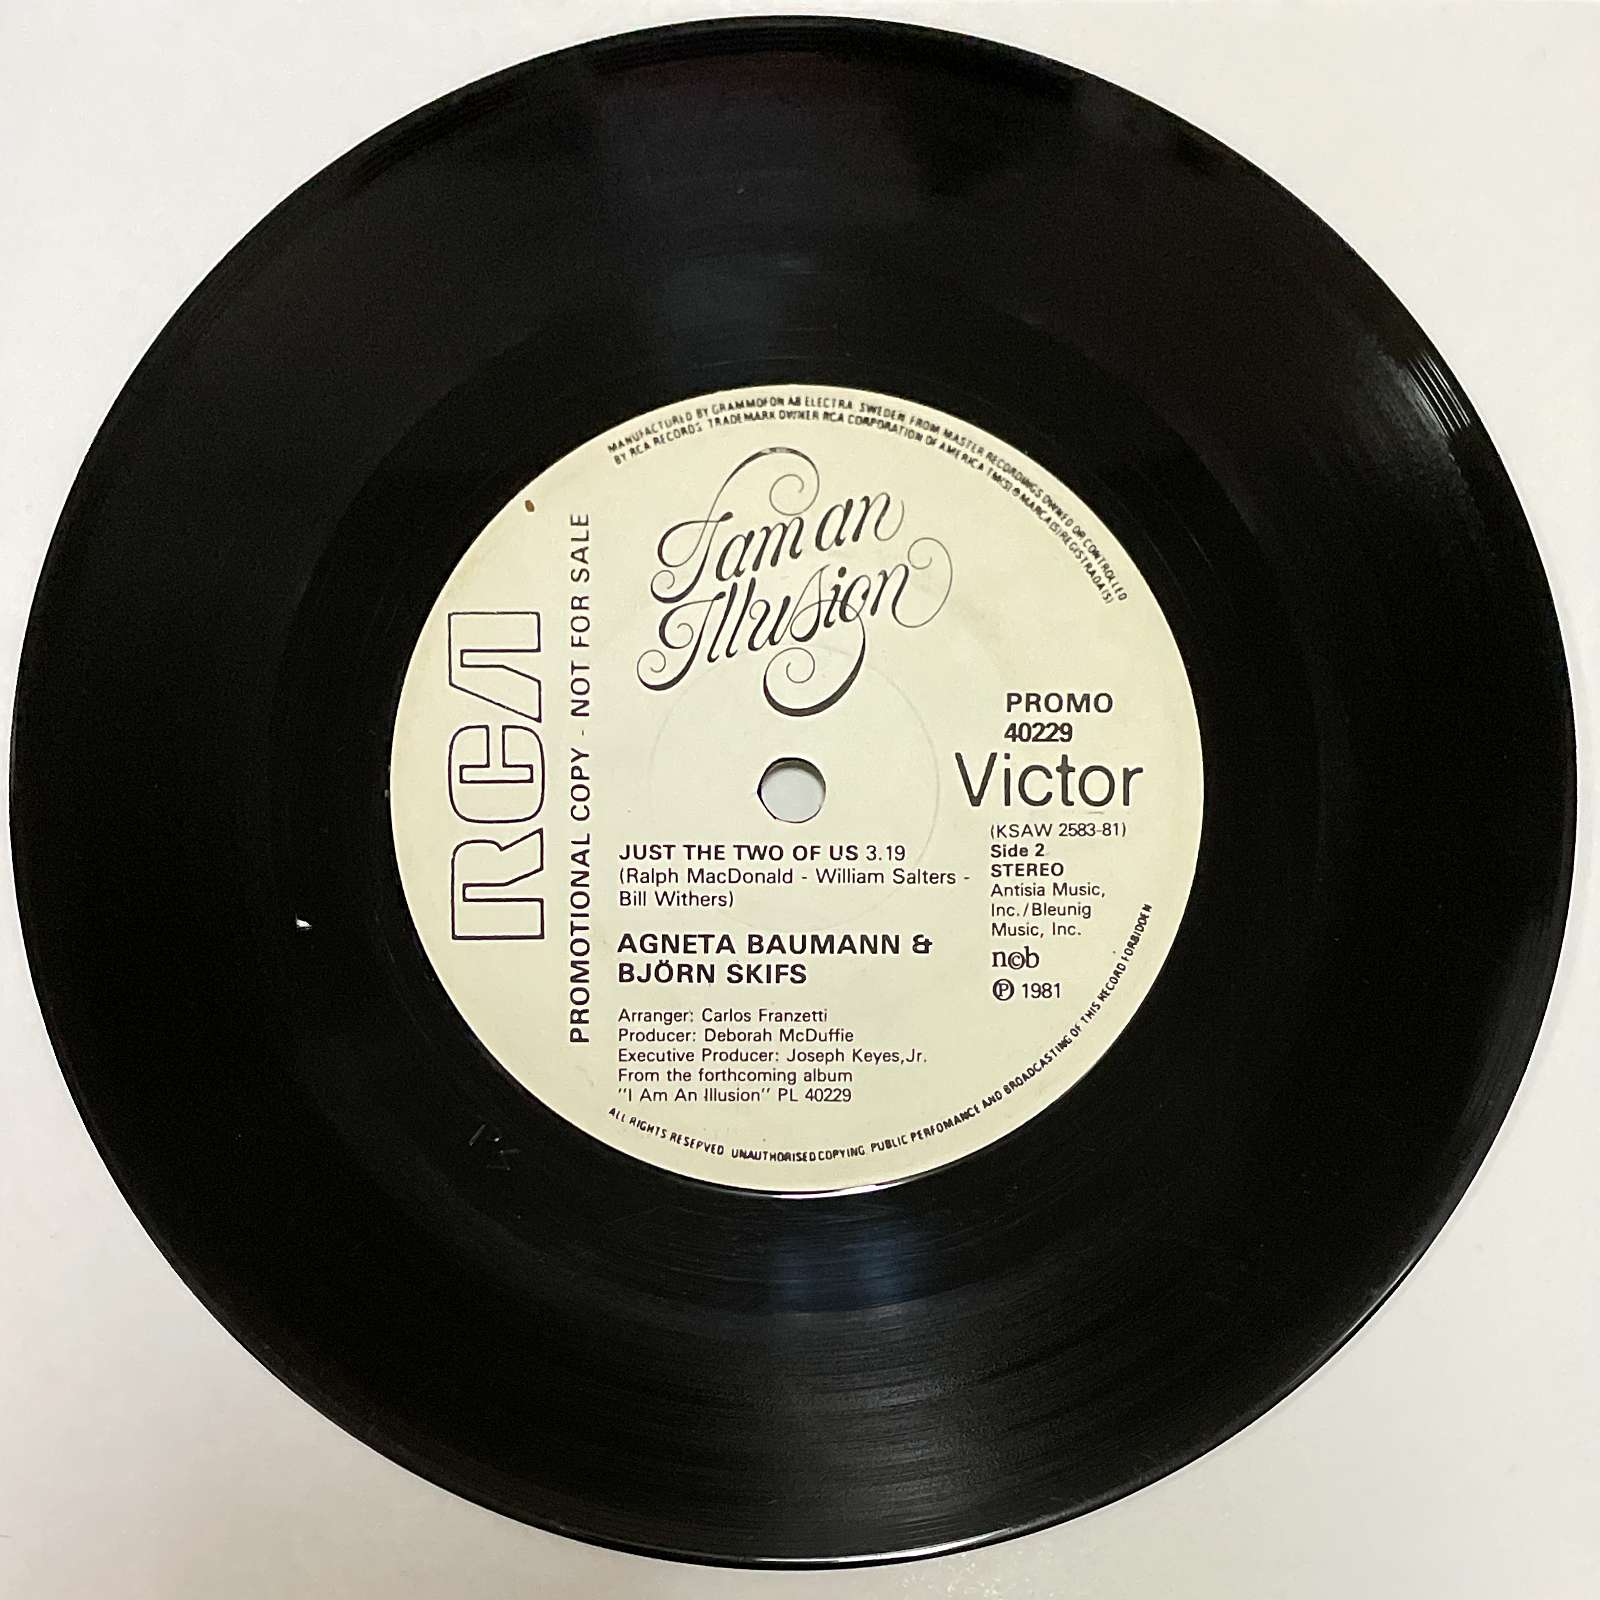 MANUFACTURED BY GRAMMOFON AB ELECTRA, SWEDEN, FROM MASTER RECORDINGS OWNED OR CONTROLLED
BY RCA RECORDS. TRADEMARK OWNER RCA CORPORATION OF AMERICA TM(S) ® MARCA(S) REGISTRADA(S)
I am an
Illusion
RCA
PROMOTIONAL COPY - NOT FOR SALE
PROMO
40229
Victor
(KSAW 2583-81)
Side 2
STEREO
Antisia Music,
Inc./Bleunig
Music, Inc.
n©b
℗ 1981
JUST THE TWO OF US 3.19
(Ralph MacDonald - William Salters -
Bill Withers)
AGNETA BAUMANN &
BJÖRN SKIFS
Arranger: Carlos Franzetti
Producer: Deborah McDuffie
Executive Producer: Joseph Keyes,Jr.
From the forthcoming album
"I Am An Illusion" PL 40229
ALL RIGHTS RESERVED. UNAUTHORISED COPYING. PUBLIC PERFOMANCE AND BROADCASTING OF THIS RECORD FORBIDDEN